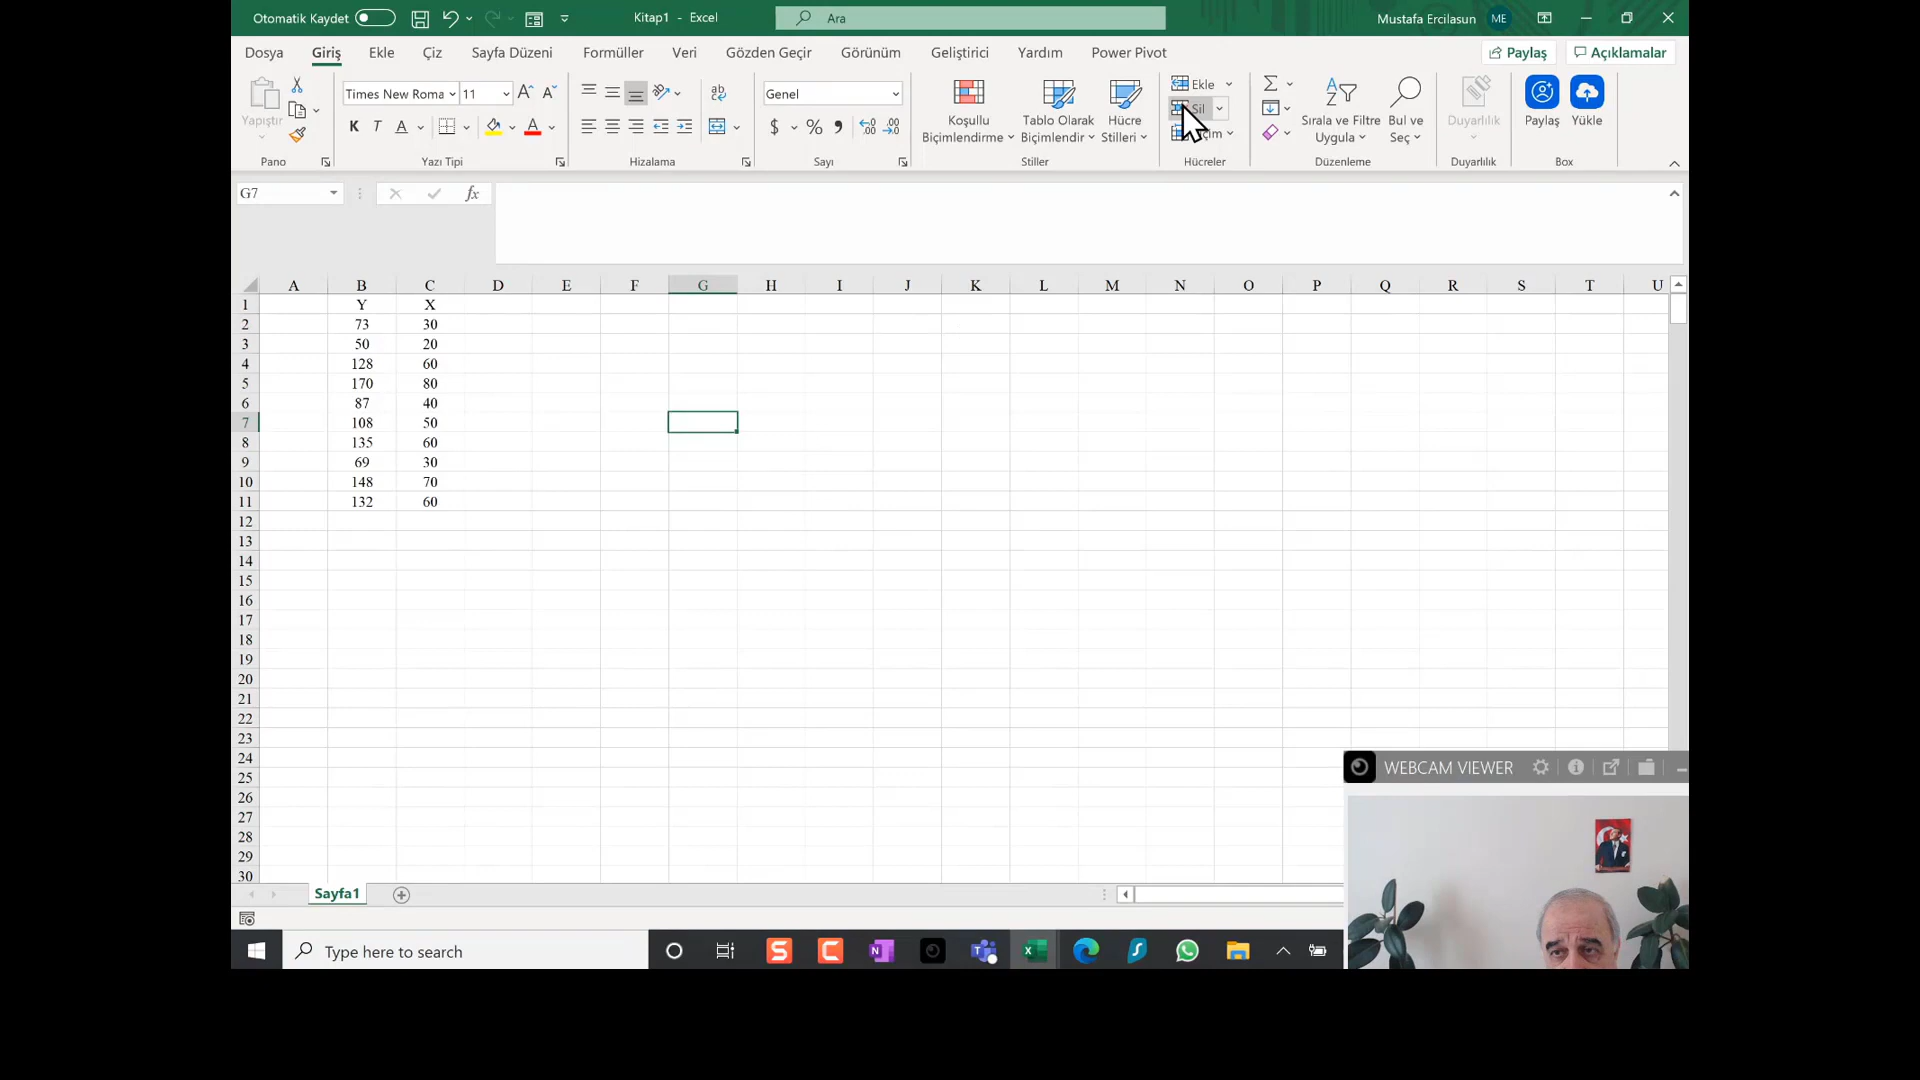 Otomatik Kaydet
Kitap1 - Excel
Ara
Mustafa Ercilasun ME
Dosya Giriş Ekle Çiz Sayfa Düzeni Formüller Veri Gözden Geçir Görünüm Geliştirici Yardım Power Pivot Paylaş Açıklamalar
Yapıştır
Pano
Times New Roma 11
K T A
Yazı Tipi
Hizalama
Genel
$ %
Sayı
Koşullu Biçimlendirme
Tablo Olarak Biçimlendir
Hücre Stilleri
Stiller
Ekle
Sil
Hücreler
Sırala ve Filtre Uygula
Bul ve Seç
Düzenleme
Duyarlılık
Duyarlılık
Paylaş Yükle
Box
G7 fx
A B C D E F G H I J K L M N O P Q R S T U
1 Y X
2 73 30
3 50 20
4 128 60
5 170 80
6 87 40
7 108 50
8 135 60
9 69 30
10 148 70
11 132 60
12
13
14
15
16
17
18
19
20
21
22
23
24
25
26
27
28
29
30
WEBCAM VIEWER
Sayfa1
Type here to search